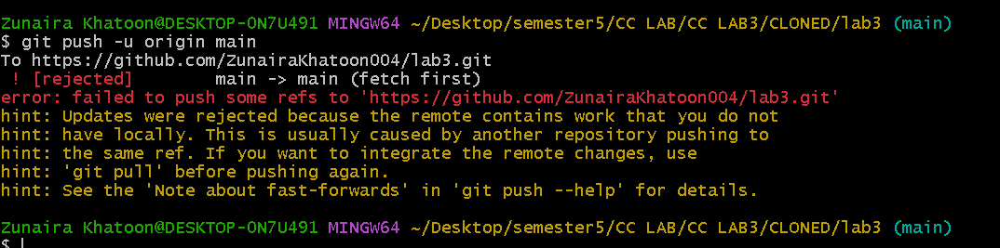 Zunaira Khatoon@DESKTOP-ON7U491 MINGW64 ~/Desktop/semester5/CC LAB/CC LAB3/CLONED/lab3 (main)
$ git push -u origin main
To https://github.com/ZunairaKhatoon004/lab3.git
 ! [rejected]        main -> main (fetch first)
error: failed to push some refs to 'https://github.com/ZunairaKhatoon004/lab3.git'
hint: Updates were rejected because the remote contains work that you do not
hint: have locally. This is usually caused by another repository pushing to
hint: the same ref. If you want to integrate the remote changes, use
hint: 'git pull' before pushing again.
hint: See the 'Note about fast-forwards' in 'git push --help' for details.
Zunaira Khatoon@DESKTOP-ON7U491 MINGW64 ~/Desktop/semester5/CC LAB/CC LAB3/CLONED/lab3 (main)
$